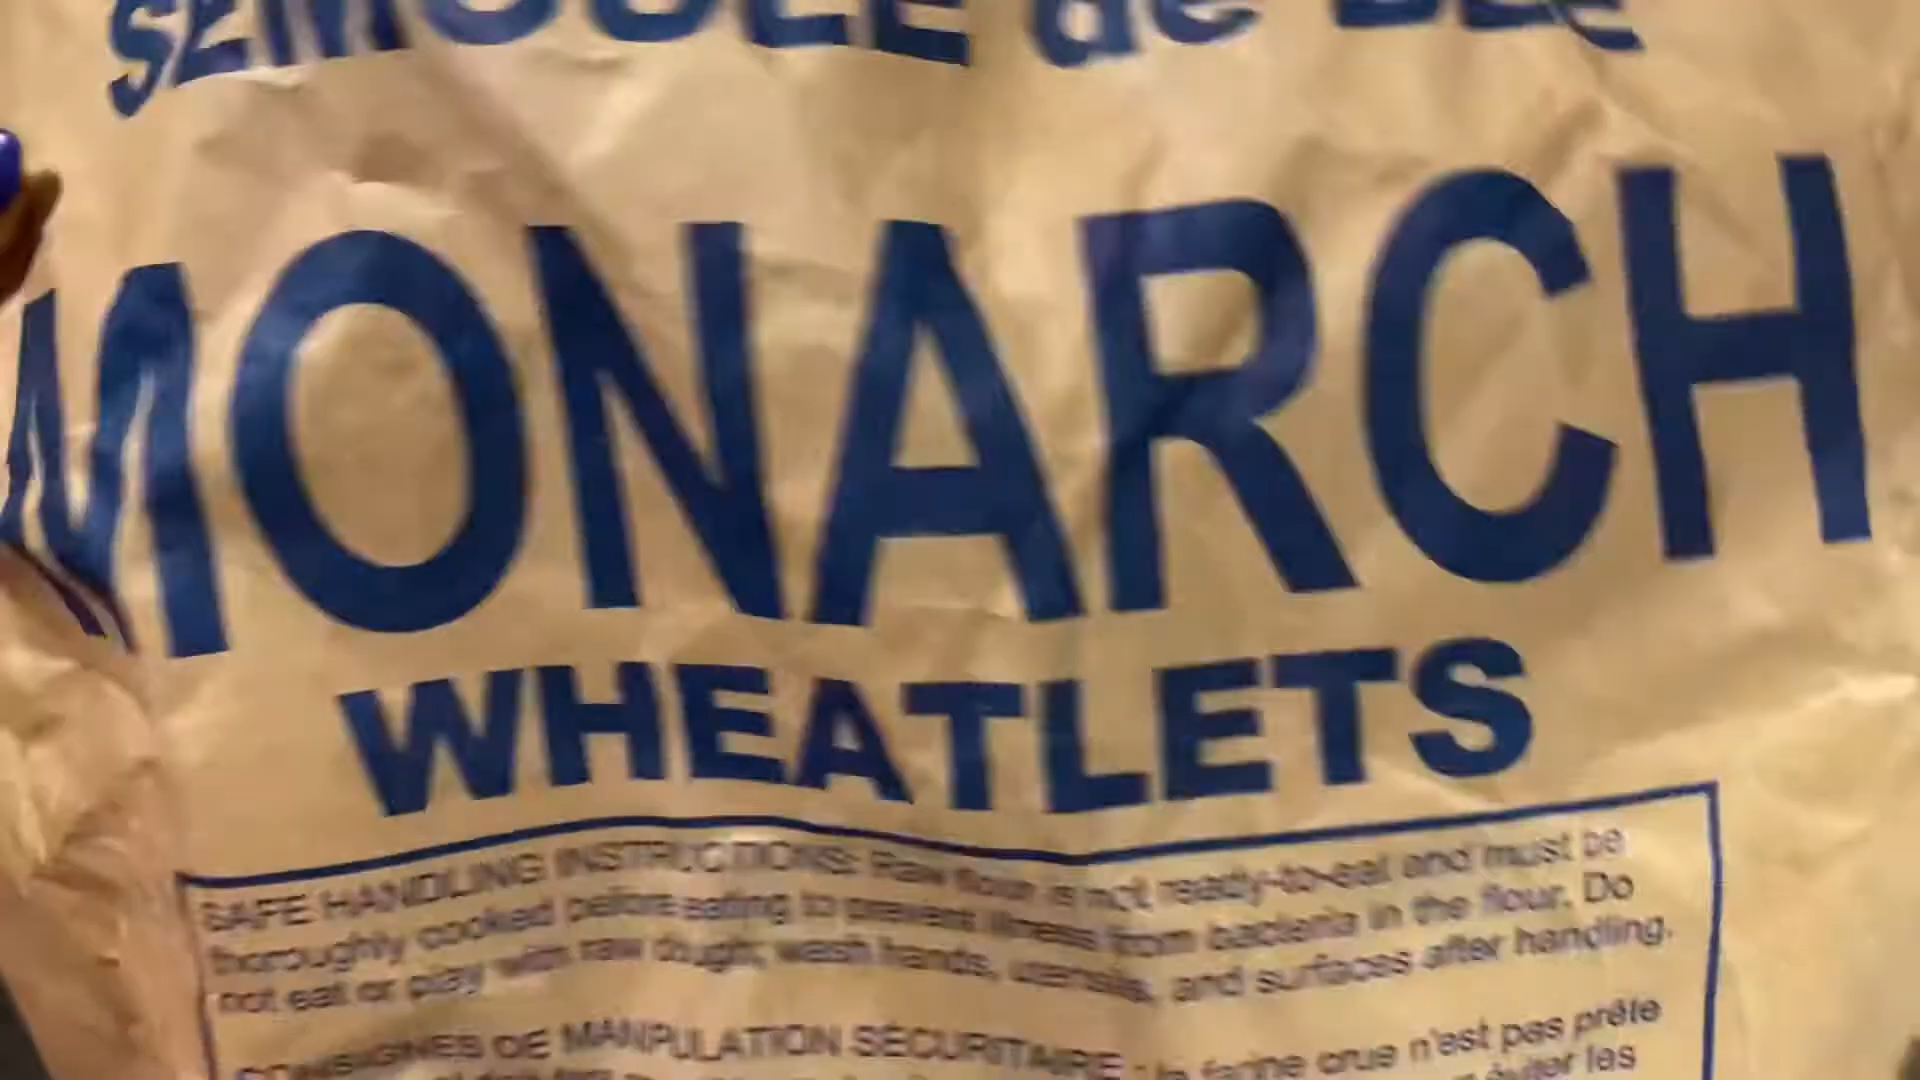 SEMOULE de BLÉ
MONARCH
WHEATLETS
SAFE HANDLING INSTRUCTIONS: Raw flour is not ready-to-eat and must be
thoroughly cooked before eating to prevent illness from bacteria in the flour. Do
not eat or play with raw dough; wash hands, utensils, and surfaces after handling.
CONSIGNES DE MANIPULATION SÉCURITAIRE : la farine crue n'est pas prête
éviter les